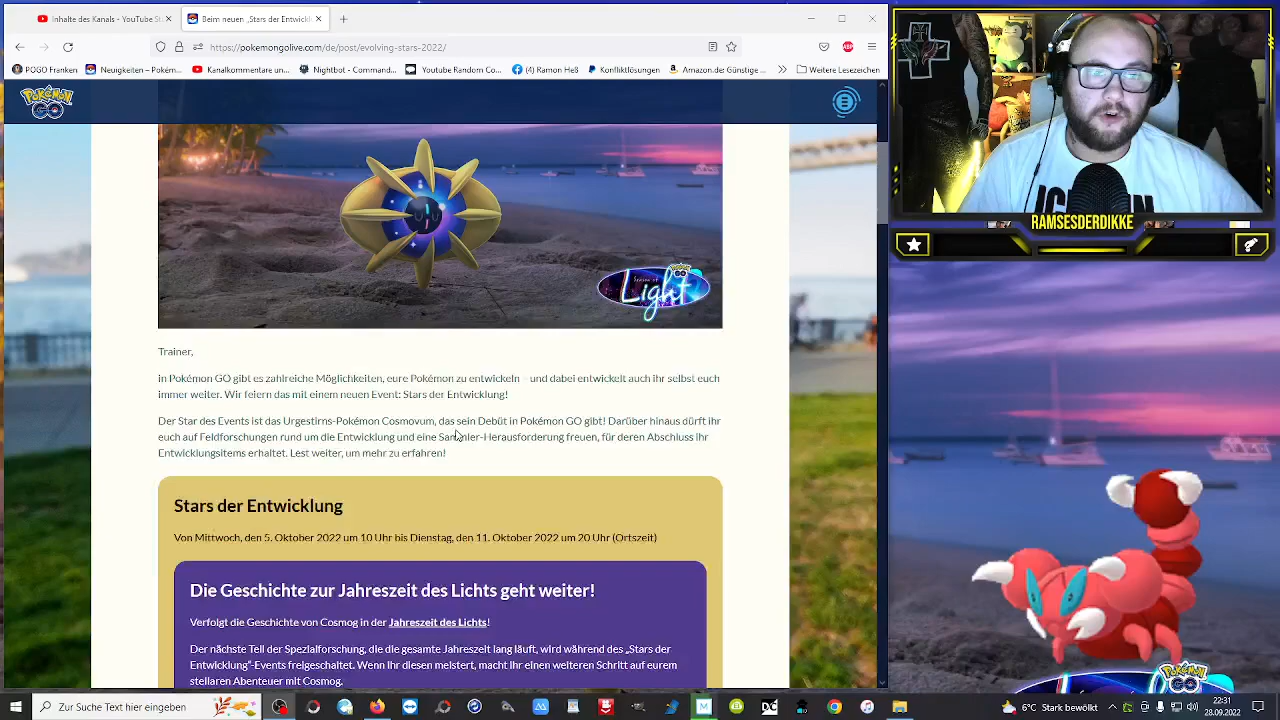 Inhalte des Kanals - YouTube St
Beim neuen „Stars der Entwickl
https://pokemongolive.com/de/post/evolving-stars-2022/
POGO Franken
Neuigkeiten – Pokém...
Kanalkommentare un...
Nightbot - Comman...
Youtube Random Co...
(4) Ramon Heß
Konfliktlösungen
Amazon.de: Günstige ...
Weitere Lesezeichen
POKÉMON GO
Light
Trainer,
in Pokémon GO gibt es zahlreiche Möglichkeiten, eure Pokémon zu entwickeln – und dabei entwickelt auch ihr selbst euch
immer weiter. Wir feiern das mit einem neuen Event: Stars der Entwicklung!
Der Star des Events ist das Urgestirns-Pokémon Cosmovum, das sein Debüt in Pokémon GO gibt! Darüber hinaus dürft ihr
euch auf Feldforschungen rund um die Entwicklung und eine Sammler-Herausforderung freuen, für deren Abschluss ihr
Entwicklungsitems erhaltet. Lest weiter, um mehr zu erfahren!
Stars der Entwicklung
Von Mittwoch, den 5. Oktober 2022 um 10 Uhr bis Dienstag, den 11. Oktober 2022 um 20 Uhr (Ortszeit)
Die Geschichte zur Jahreszeit des Lichts geht weiter!
Verfolgt die Geschichte von Cosmog in der Jahreszeit des Lichts!
Der nächste Teil der Spezialforschung, die die gesamte Jahreszeit lang läuft, wird während des „Stars der
Entwicklung“-Events freigeschaltet. Wenn ihr diesen meistert, macht ihr einen weiteren Schritt auf eurem
stellaren Abenteuer mit Cosmog.
RAMSESDERDIKKE
POKÉMON GO
Zur Suche Text hier eingeben
6°C Stark bewölkt
22:31
28.09.2022